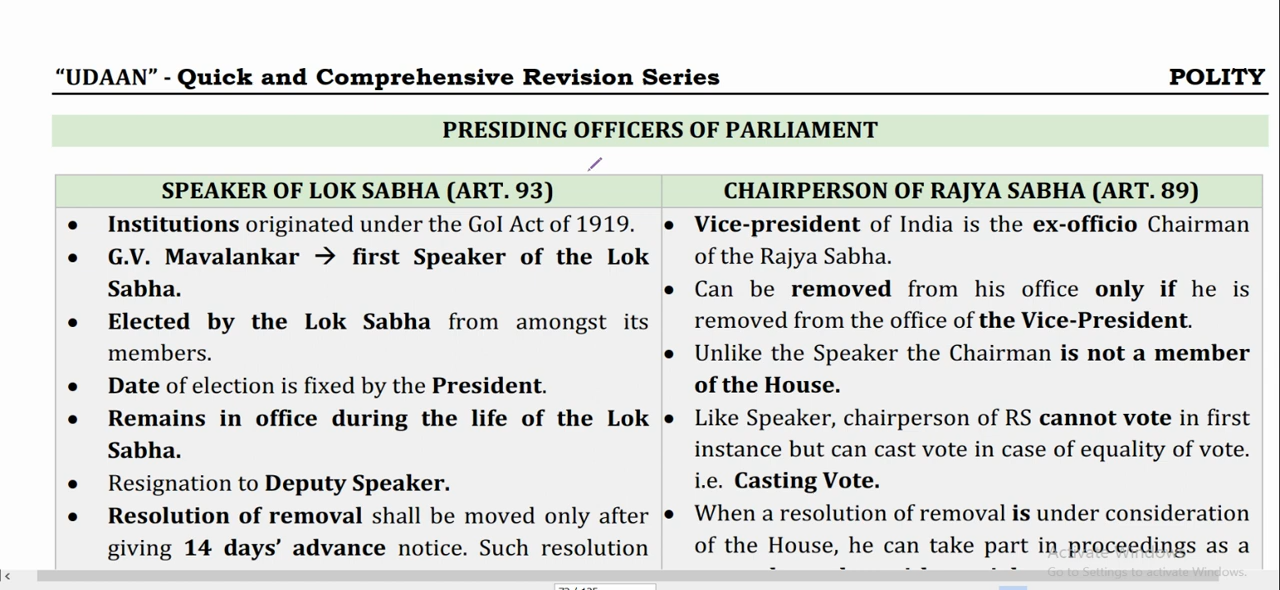 “UDAAN” - Quick and Comprehensive Revision Series POLITY
PRESIDING OFFICERS OF PARLIAMENT
SPEAKER OF LOK SABHA (ART. 93)
• Institutions originated under the GoI Act of 1919.
• G.V. Mavalankar → first Speaker of the Lok
Sabha.
• Elected by the Lok Sabha from amongst its
members.
• Date of election is fixed by the President.
• Remains in office during the life of the Lok
Sabha.
• Resignation to Deputy Speaker.
• Resolution of removal shall be moved only after
giving 14 days’ advance notice. Such resolution
CHAIRPERSON OF RAJYA SABHA (ART. 89)
• Vice-president of India is the ex-officio Chairman
of the Rajya Sabha.
• Can be removed from his office only if he is
removed from the office of the Vice-President.
• Unlike the Speaker the Chairman is not a member
of the House.
• Like Speaker, chairperson of RS cannot vote in first
instance but can cast vote in case of equality of vote.
i.e. Casting Vote.
• When a resolution of removal is under consideration
of the House, he can take part in proceedings as a
Activate Windows
Go to Settings to activate Windows.